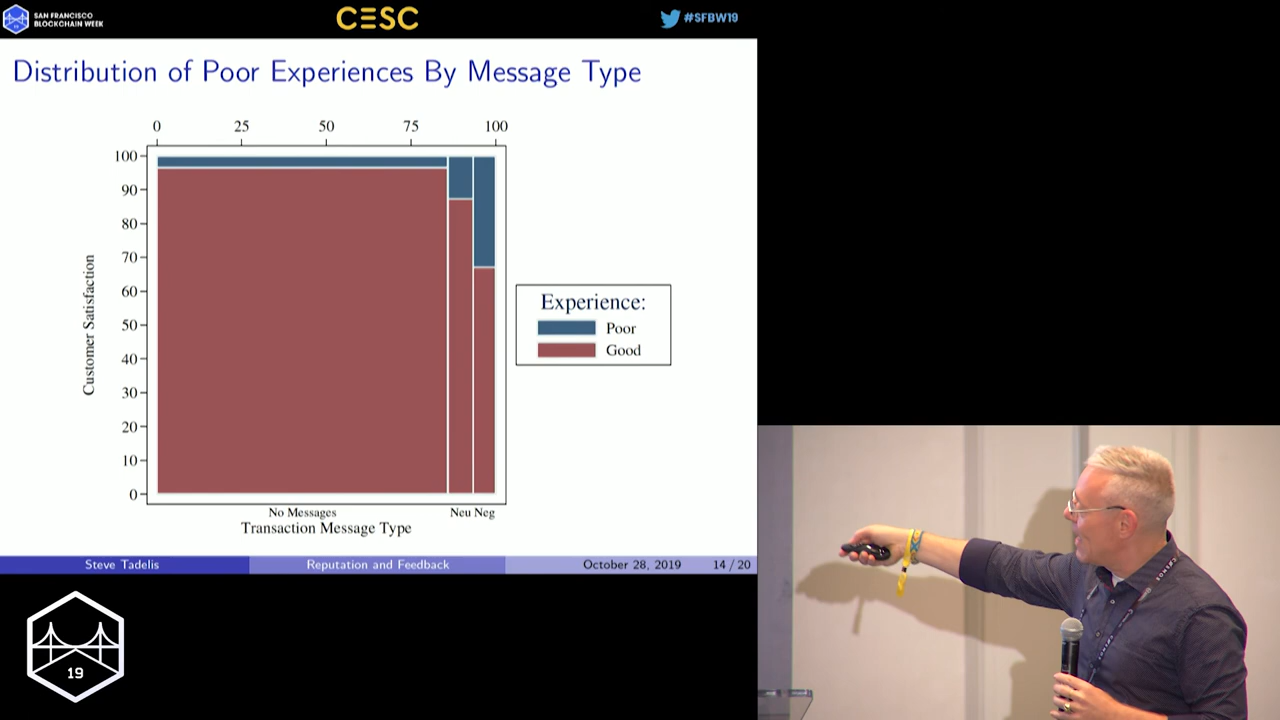 SAN FRANCISCO
BLOCKCHAIN WEEK
19
CESC
#SFBW19
Distribution of Poor Experiences By Message Type
0 25 50 75 100
100
90
80
70
60
50
40
30
20
10
0
Customer Satisfaction
No Messages Neu Neg
Transaction Message Type
Experience:
Poor
Good
Steve Tadelis Reputation and Feedback October 28, 2019 14 / 20
19